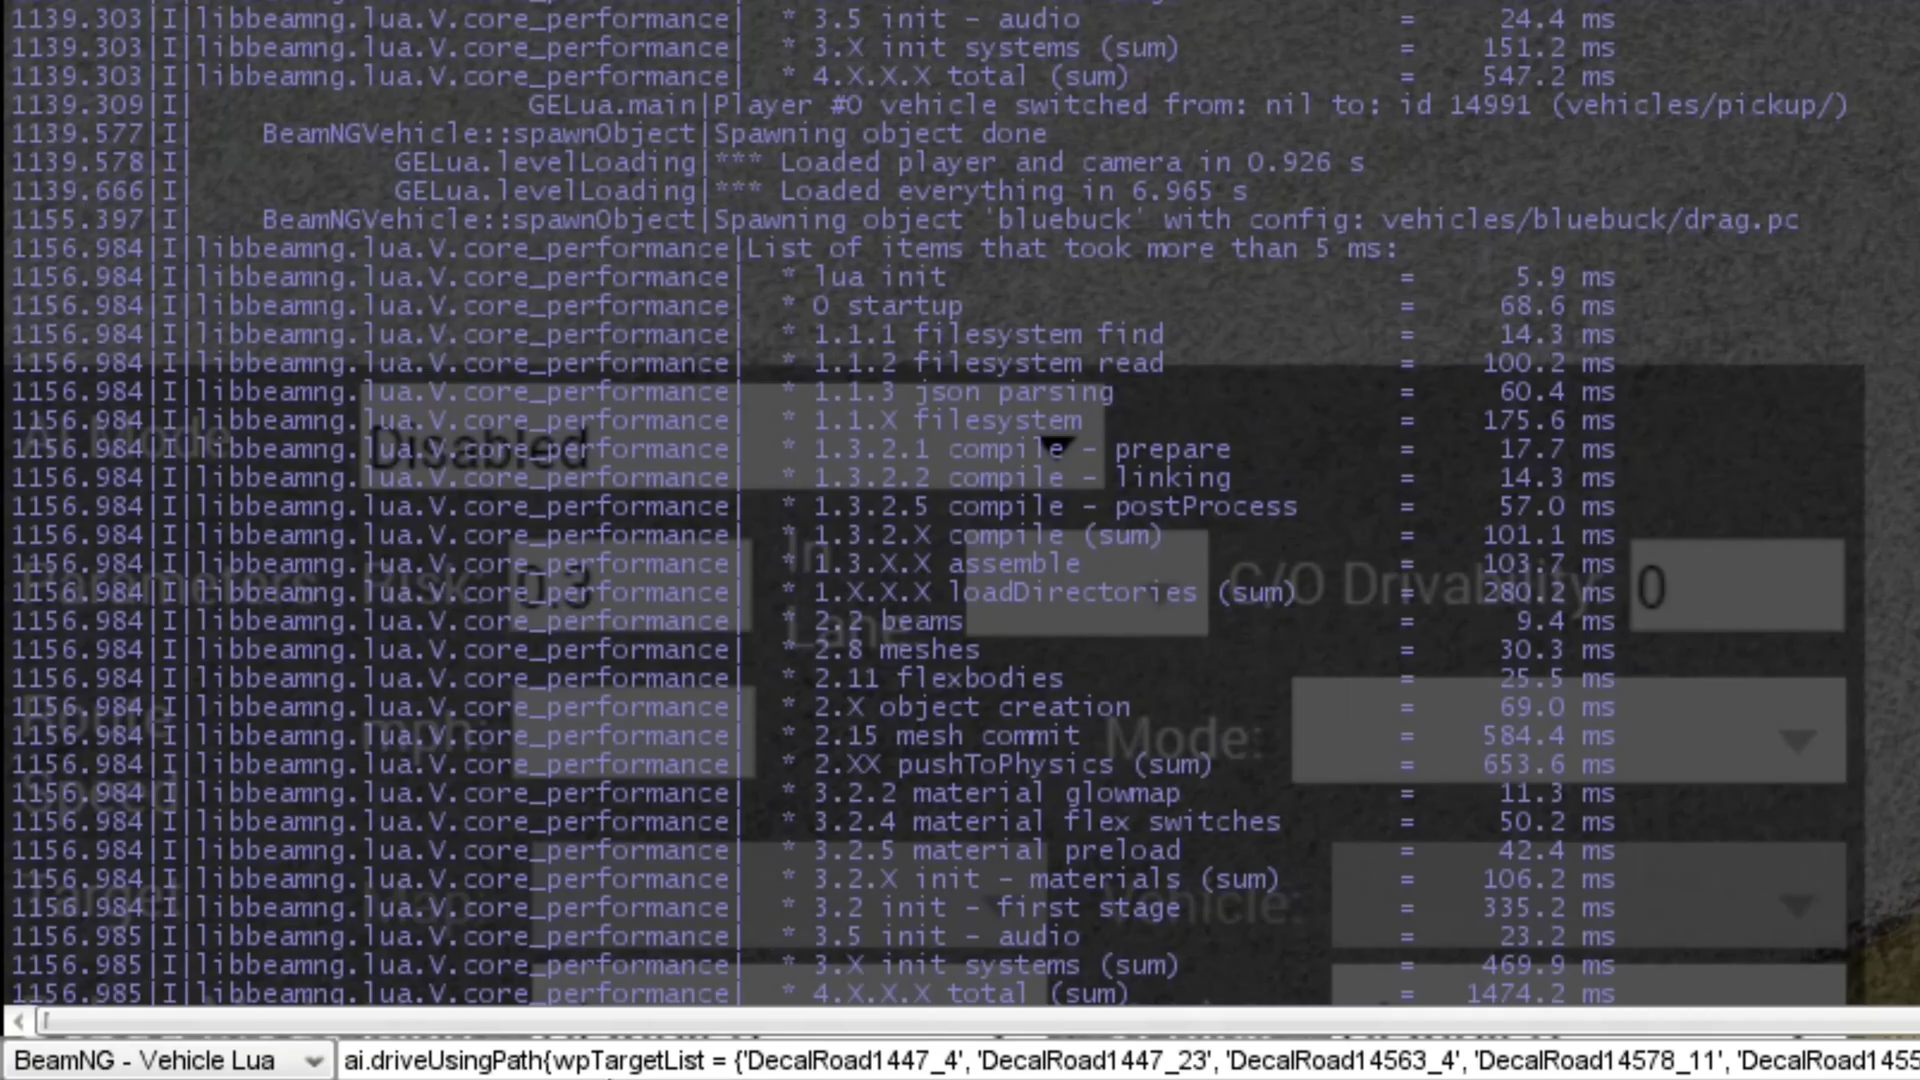 1139.303|I|libbeamng.lua.V.core_performance| * 3.5 init - audio = 24.4 ms
1139.303|I|libbeamng.lua.V.core_performance| * 3.X init systems (sum) = 151.2 ms
1139.303|I|libbeamng.lua.V.core_performance| * 4.X.X.X total (sum) = 547.2 ms
1139.309|I| GELua.main|Player #0 vehicle switched from: nil to: id 14991 (vehicles/pickup/)
1139.577|I| BeamNGVehicle::spawnObject|Spawning object done
1139.578|I| GELua.levelLoading|*** Loaded player and camera in 0.926 s
1139.666|I| GELua.levelLoading|*** Loaded everything in 6.965 s
1155.397|I| BeamNGVehicle::spawnObject|Spawning object 'bluebuck' with config: vehicles/bluebuck/drag.pc
1156.984|I|libbeamng.lua.V.core_performance|List of items that took more than 5 ms:
1156.984|I|libbeamng.lua.V.core_performance| * lua init = 5.9 ms
1156.984|I|libbeamng.lua.V.core_performance| * 0 startup = 68.6 ms
1156.984|I|libbeamng.lua.V.core_performance| * 1.1.1 filesystem find = 14.3 ms
1156.984|I|libbeamng.lua.V.core_performance| * 1.1.2 filesystem read = 100.2 ms
1156.984|I|libbeamng.lua.V.core_performance| * 1.1.3 json parsing = 60.4 ms
1156.984|I|libbeamng.lua.V.core_performance| * 1.1.X filesystem = 175.6 ms
Disabled
1156.984|I|libbeamng.lua.V.core_performance| * 1.3.2.1 compile - prepare = 17.7 ms
1156.984|I|libbeamng.lua.V.core_performance| * 1.3.2.2 compile - linking = 14.3 ms
1156.984|I|libbeamng.lua.V.core_performance| * 1.3.2.5 compile - postProcess = 57.0 ms
1156.984|I|libbeamng.lua.V.core_performance| * 1.3.2.X compile (sum) = 101.1 ms
1156.984|I|libbeamng.lua.V.core_performance| * 1.3.X.X assemble = 103.7 ms
Parameters Risk: 0.3 In Lane C/O Drivability 0
1156.984|I|libbeamng.lua.V.core_performance| * 1.X.X.X loadDirectories (sum) = 280.2 ms
1156.984|I|libbeamng.lua.V.core_performance| * 2.2 beams = 9.4 ms
1156.984|I|libbeamng.lua.V.core_performance| * 2.8 meshes = 30.3 ms
1156.984|I|libbeamng.lua.V.core_performance| * 2.11 flexbodies = 25.5 ms
1156.984|I|libbeamng.lua.V.core_performance| * 2.X object creation = 69.0 ms
1156.984|I|libbeamng.lua.V.core_performance| * 2.15 mesh commit = 584.4 ms
mph: Mode:
1156.984|I|libbeamng.lua.V.core_performance| * 2.XX pushToPhysics (sum) = 653.6 ms
Speed
1156.984|I|libbeamng.lua.V.core_performance| * 3.2.2 material glowmap = 11.3 ms
1156.984|I|libbeamng.lua.V.core_performance| * 3.2.4 material flex switches = 50.2 ms
1156.984|I|libbeamng.lua.V.core_performance| * 3.2.5 material preload = 42.4 ms
1156.984|I|libbeamng.lua.V.core_performance| * 3.2.X init - materials (sum) = 106.2 ms
Target Vehicle:
1156.984|I|libbeamng.lua.V.core_performance| * 3.2 init - first stage = 335.2 ms
1156.985|I|libbeamng.lua.V.core_performance| * 3.5 init - audio = 23.2 ms
1156.985|I|libbeamng.lua.V.core_performance| * 3.X init systems (sum) = 469.9 ms
1156.985|I|libbeamng.lua.V.core_performance| * 4.X.X.X total (sum) = 1474.2 ms
BeamNG - Vehicle Lua ai.driveUsingPath{wpTargetList = {'DecalRoad1447_4', 'DecalRoad1447_23', 'DecalRoad14563_4', 'DecalRoad14578_11', 'DecalRoad1455